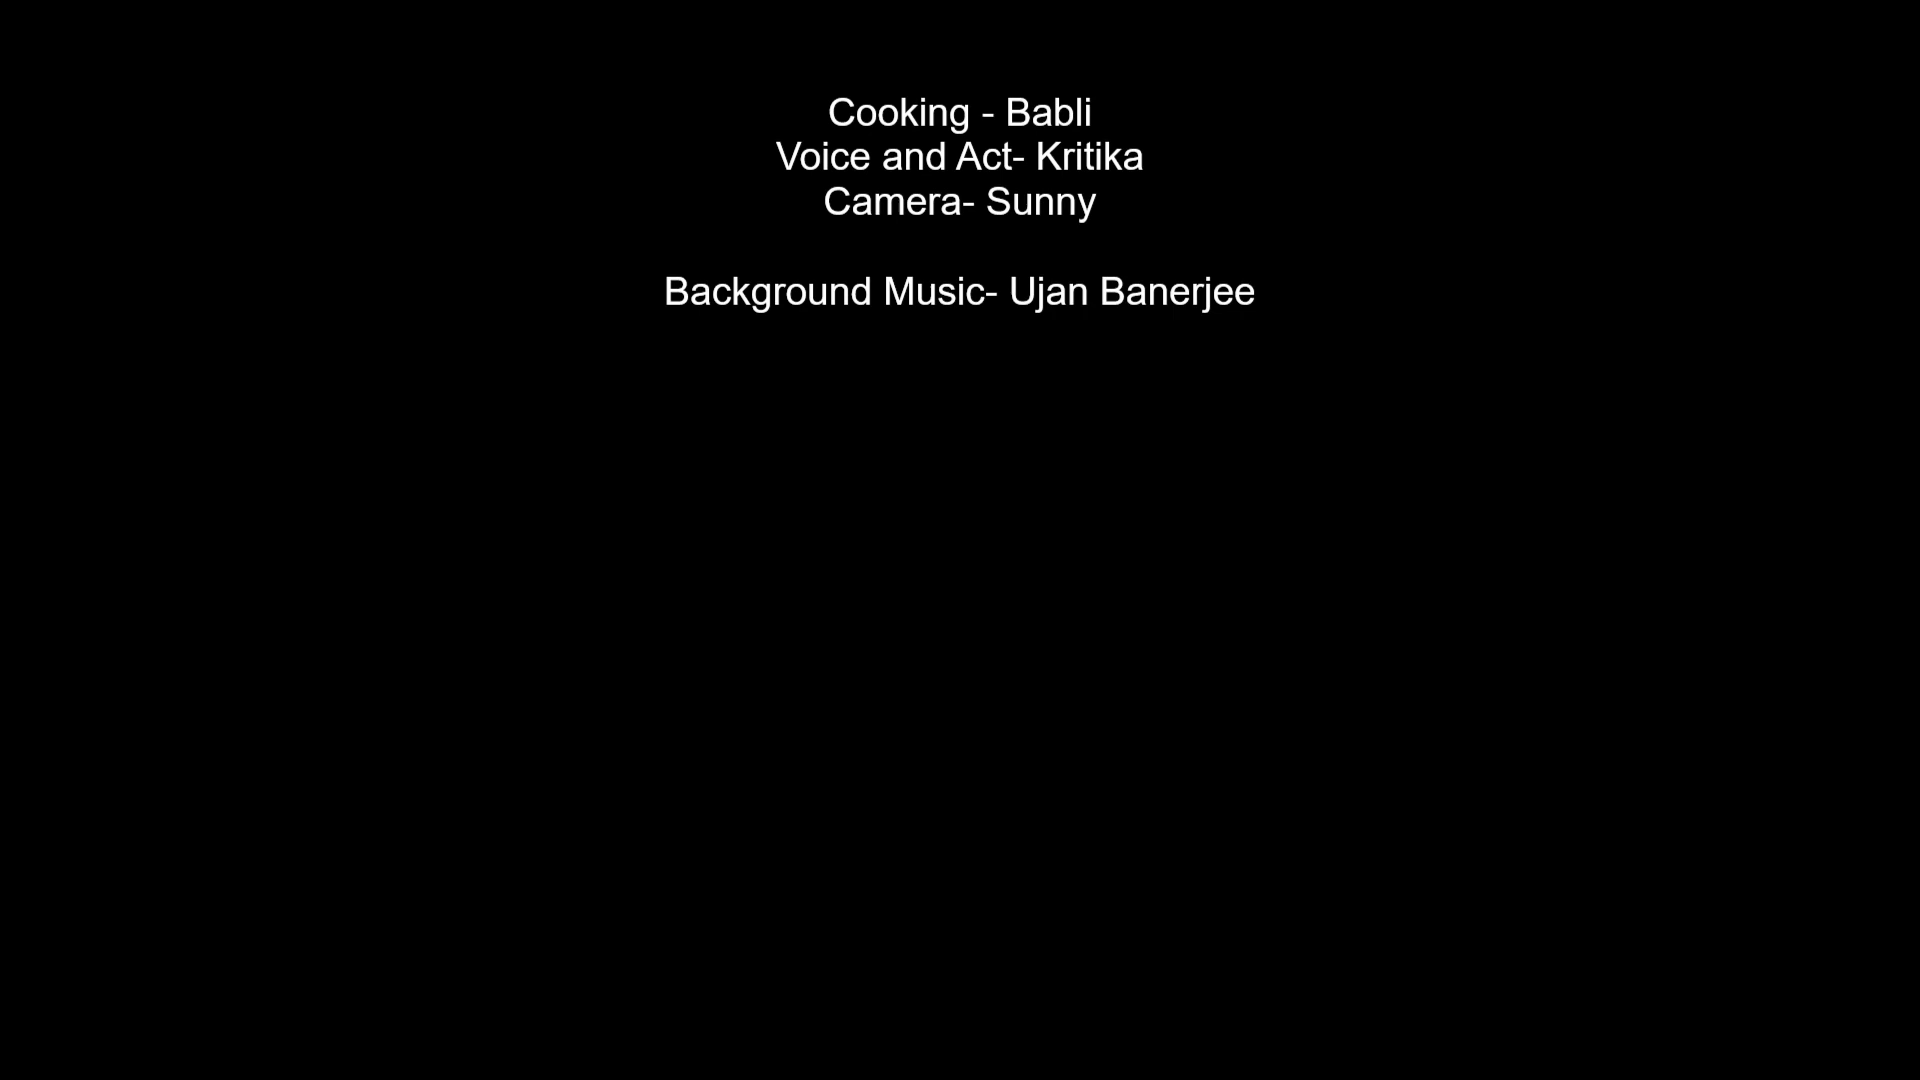 Cooking - Babli
Voice and Act- Kritika
Camera- Sunny
Background Music- Ujan Banerjee